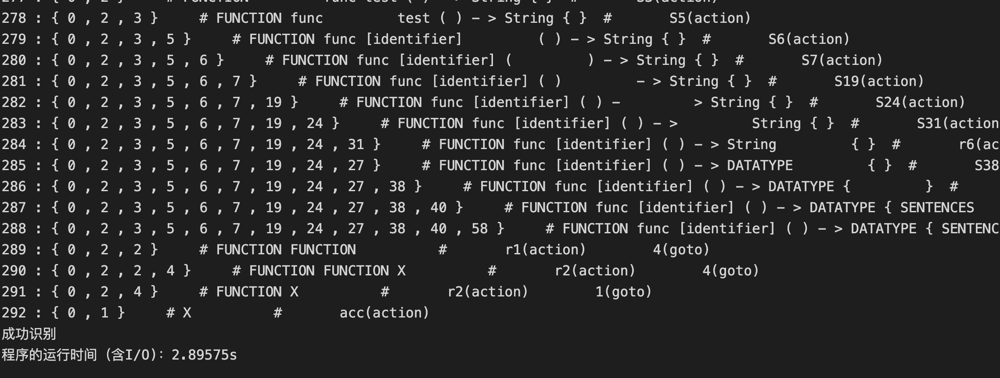 277 : { 0 , 2 } # FUNCTION func test ( ) - > String { } # S3(action)
278 : { 0 , 2 , 3 } # FUNCTION func test ( ) - > String { } # S5(action)
279 : { 0 , 2 , 3 , 5 } # FUNCTION func [identifier] ( ) - > String { } # S6(action)
280 : { 0 , 2 , 3 , 5 , 6 } # FUNCTION func [identifier] ( ) - > String { } # S7(action)
281 : { 0 , 2 , 3 , 5 , 6 , 7 } # FUNCTION func [identifier] ( ) - > String { } # S19(action)
282 : { 0 , 2 , 3 , 5 , 6 , 7 , 19 } # FUNCTION func [identifier] ( ) - > String { } # S24(action)
283 : { 0 , 2 , 3 , 5 , 6 , 7 , 19 , 24 } # FUNCTION func [identifier] ( ) - > String { } # S31(action
284 : { 0 , 2 , 3 , 5 , 6 , 7 , 19 , 24 , 31 } # FUNCTION func [identifier] ( ) - > String { } # r6(ac
285 : { 0 , 2 , 3 , 5 , 6 , 7 , 19 , 24 , 27 } # FUNCTION func [identifier] ( ) - > DATATYPE { } # S38
286 : { 0 , 2 , 3 , 5 , 6 , 7 , 19 , 24 , 27 , 38 } # FUNCTION func [identifier] ( ) - > DATATYPE { } #
287 : { 0 , 2 , 3 , 5 , 6 , 7 , 19 , 24 , 27 , 38 , 40 } # FUNCTION func [identifier] ( ) - > DATATYPE { SENTENCES
288 : { 0 , 2 , 3 , 5 , 6 , 7 , 19 , 24 , 27 , 38 , 40 , 58 } # FUNCTION func [identifier] ( ) - > DATATYPE { SENTENC
289 : { 0 , 2 , 2 } # FUNCTION FUNCTION # r1(action) 4(goto)
290 : { 0 , 2 , 2 , 4 } # FUNCTION FUNCTION X # r2(action) 4(goto)
291 : { 0 , 2 , 4 } # FUNCTION X # r2(action) 1(goto)
292 : { 0 , 1 } # X # acc(action)
成功识别
程序的运行时间（含I/O）：2.89575s